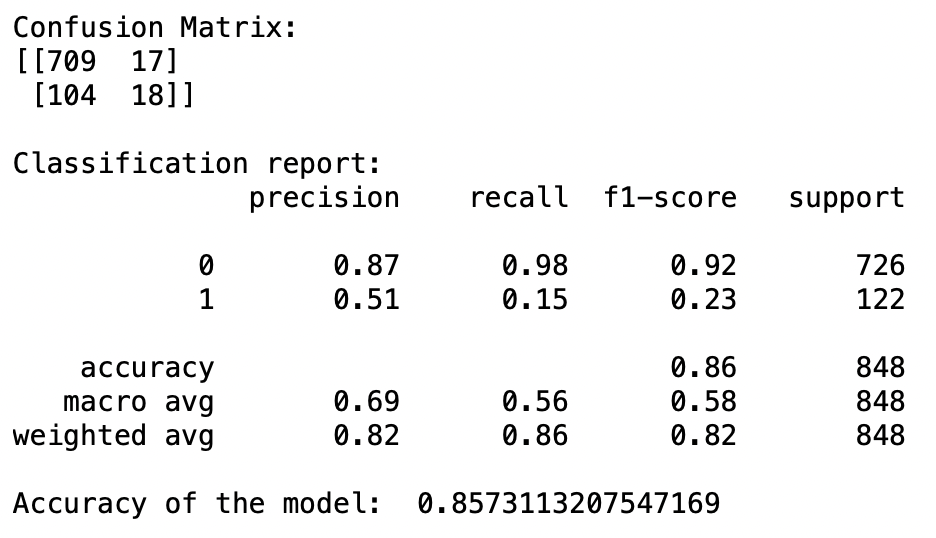 Confusion Matrix:
[[709  17]
 [104  18]]
Classification report:
              precision    recall  f1-score   support
           0       0.87      0.98      0.92       726
           1       0.51      0.15      0.23       122
    accuracy                           0.86       848
   macro avg       0.69      0.56      0.58       848
weighted avg       0.82      0.86      0.82       848
Accuracy of the model:  0.8573113207547169